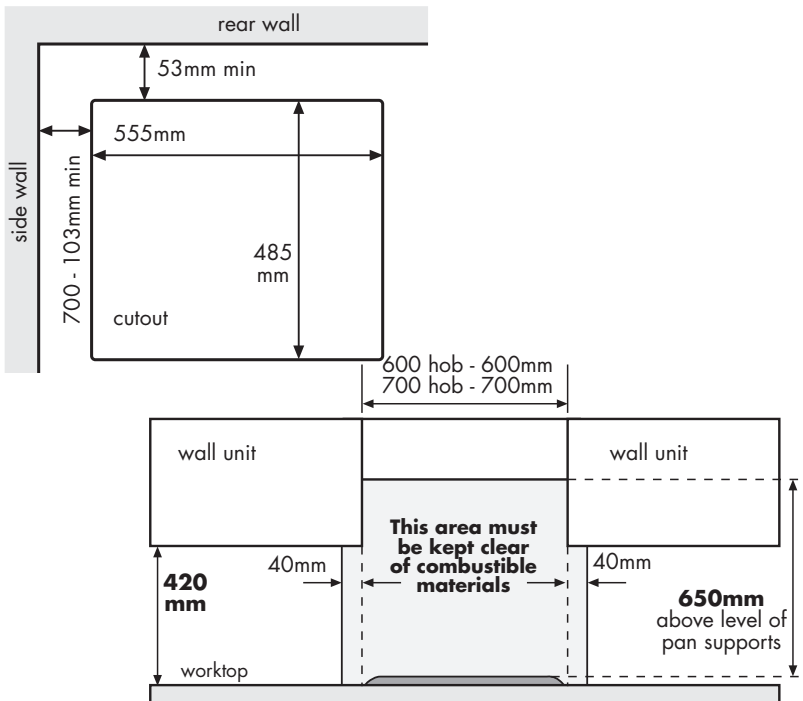 rear wall
53mm min
555mm
side wall
700 - 103mm min
485
mm
cutout
600 hob - 600mm
700 hob - 700mm
wall unit
wall unit
This area must
be kept clear
of combustible
materials
40mm
40mm
420
mm
650mm
above level of
pan supports
worktop